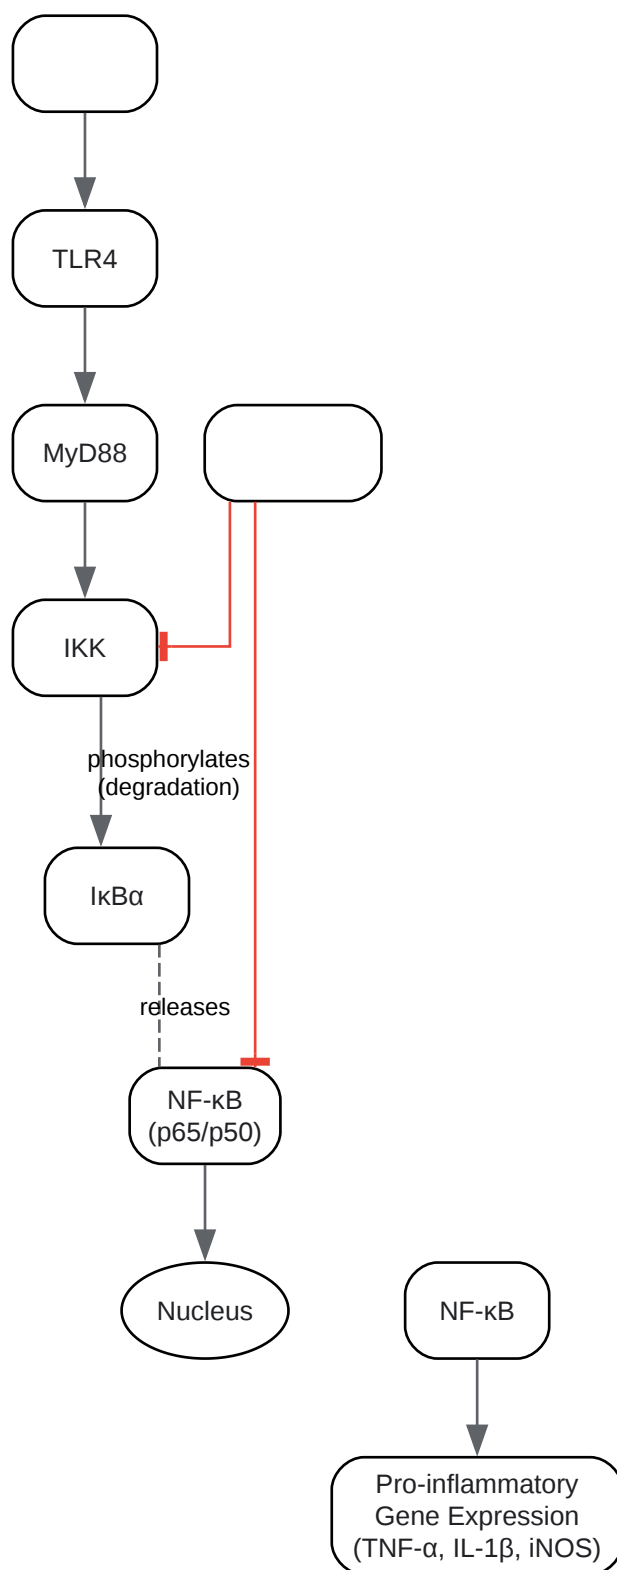 TLR4
MyD88
IKK
phosphorylates
(degradation)
IκBα
releases
NF-κB
(p65/p50)
Nucleus
NF-κB
Pro-inflammatory
Gene Expression
(TNF-α, IL-1β, iNOS)